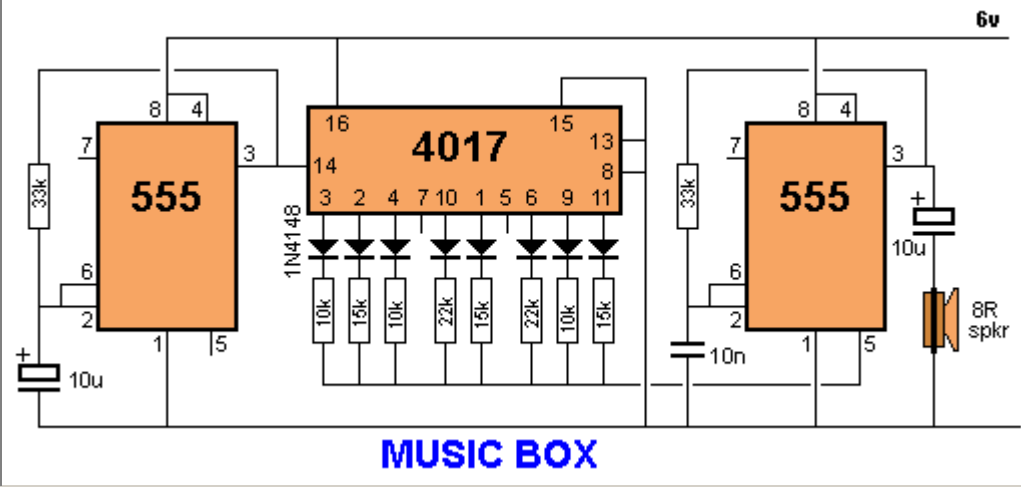 6v
8 4
7
3
555
33k
6
2
1
5
+
10u
16
15
4017
13
14
8
3 2 4 7 10 1 5 6 9 11
1N4148
10k
15k
10k
22k
15k
22k
10k
15k
8 4
7
3
555
33k
6
2
1
5
10n
+
10u
8R
spkr
MUSIC BOX